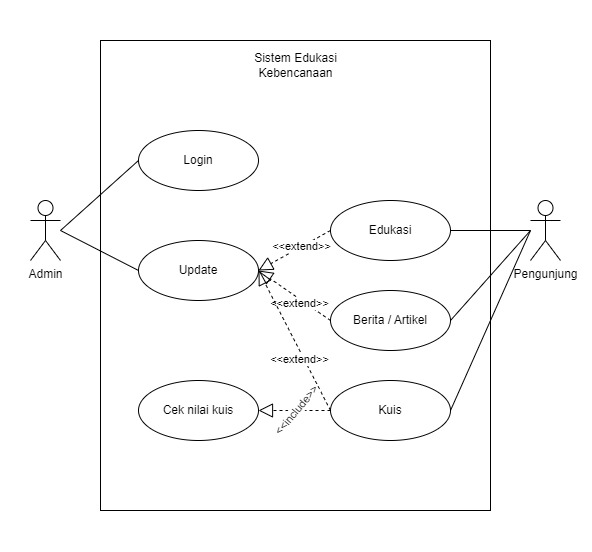 Sistem Edukasi
Kebencanaan
Login
Edukasi
Admin
Update
<<extend>>
Pengunjung
<<extend>>
Berita / Artikel
<<extend>>
Cek nilai kuis
<<include>>
Kuis